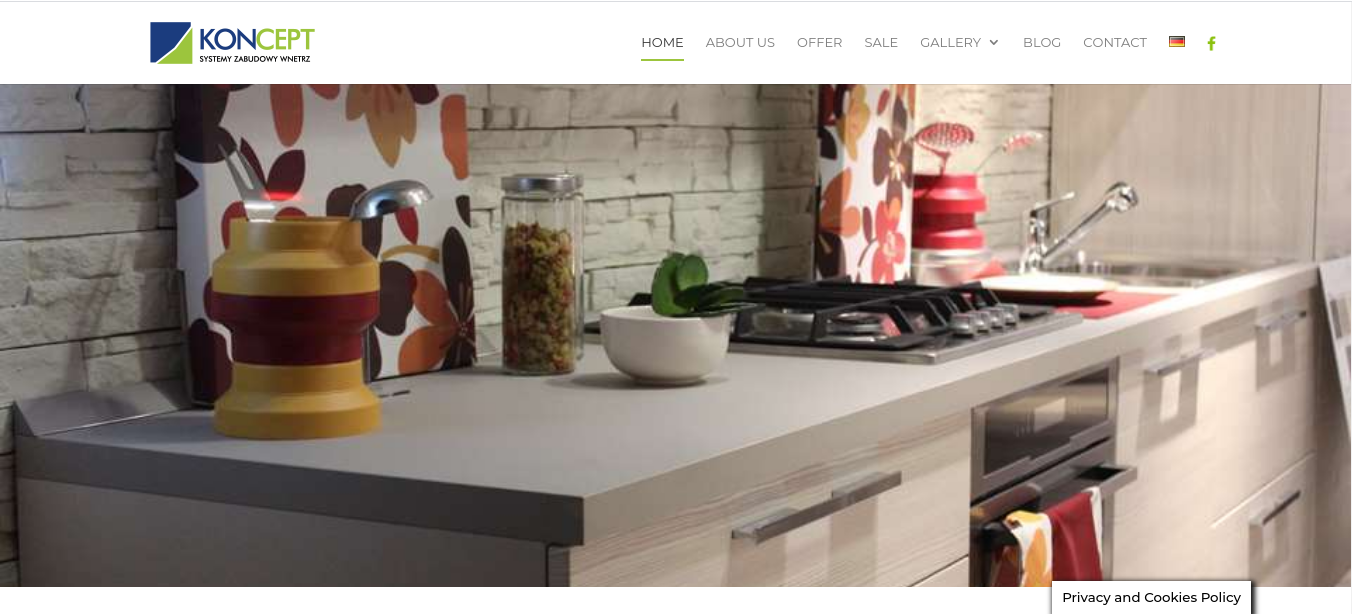 KONCEPT
SYSTEMY ZABUDOWY WNETRZ
HOME ABOUT US OFFER SALE GALLERY BLOG CONTACT
Privacy and Cookies Policy